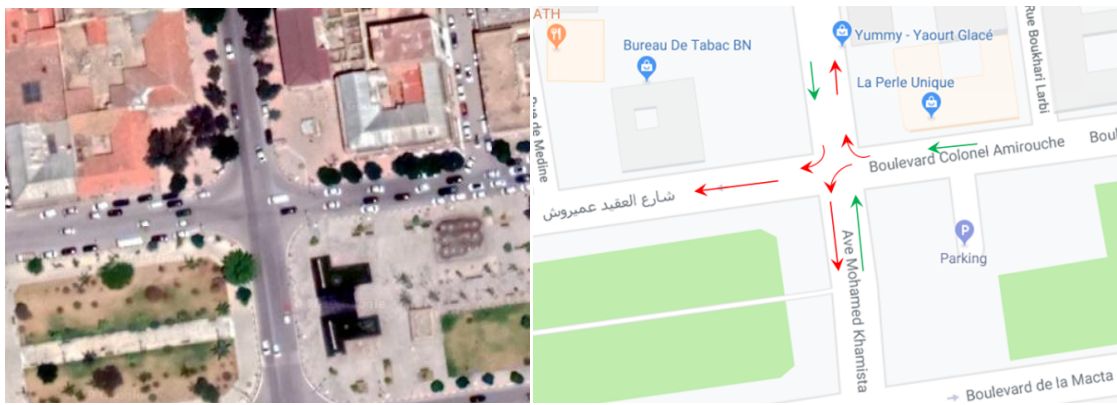 ATH
Bureau De Tabac BN
Yummy - Yaourt Glacé
La Perle Unique
Rue Boukhari Larbi
Rue de Medine
Boulevard Colonel Amirouche
Boul
شارع العقيد عميروش
P
Parking
Ave Mohamed Khamista
Boulevard de la Macta